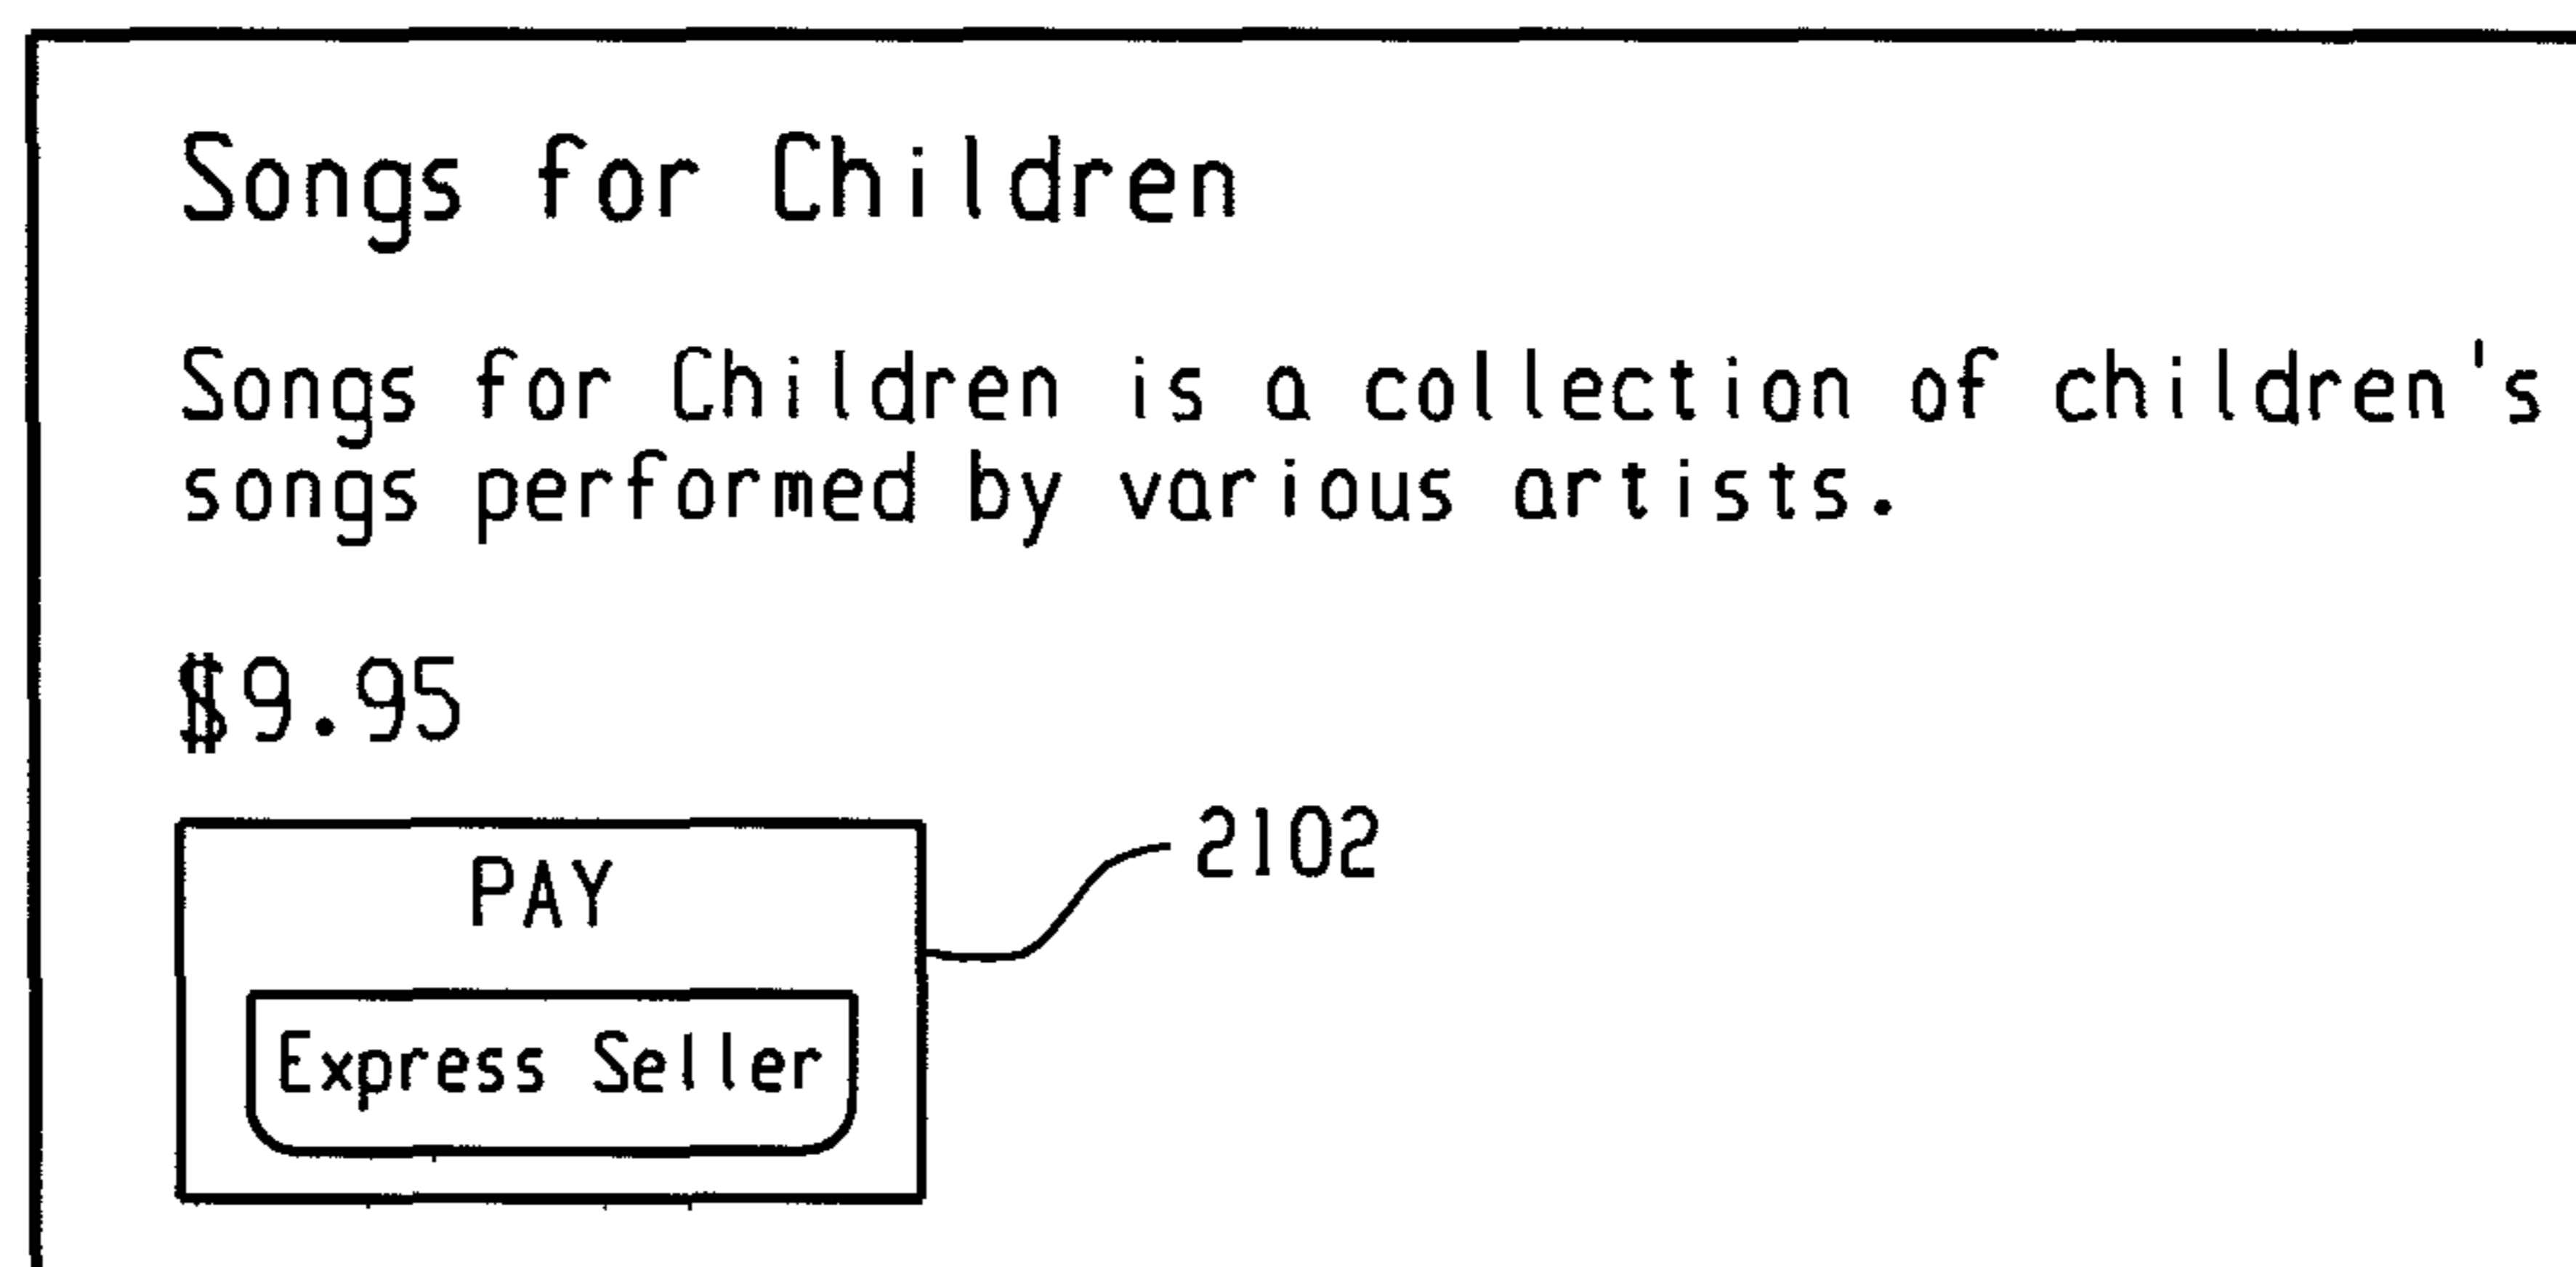 Songs for Children
Songs for Children is a collection of children's
songs performed by various artists.
$9.95
2102
PAY
Express Seller